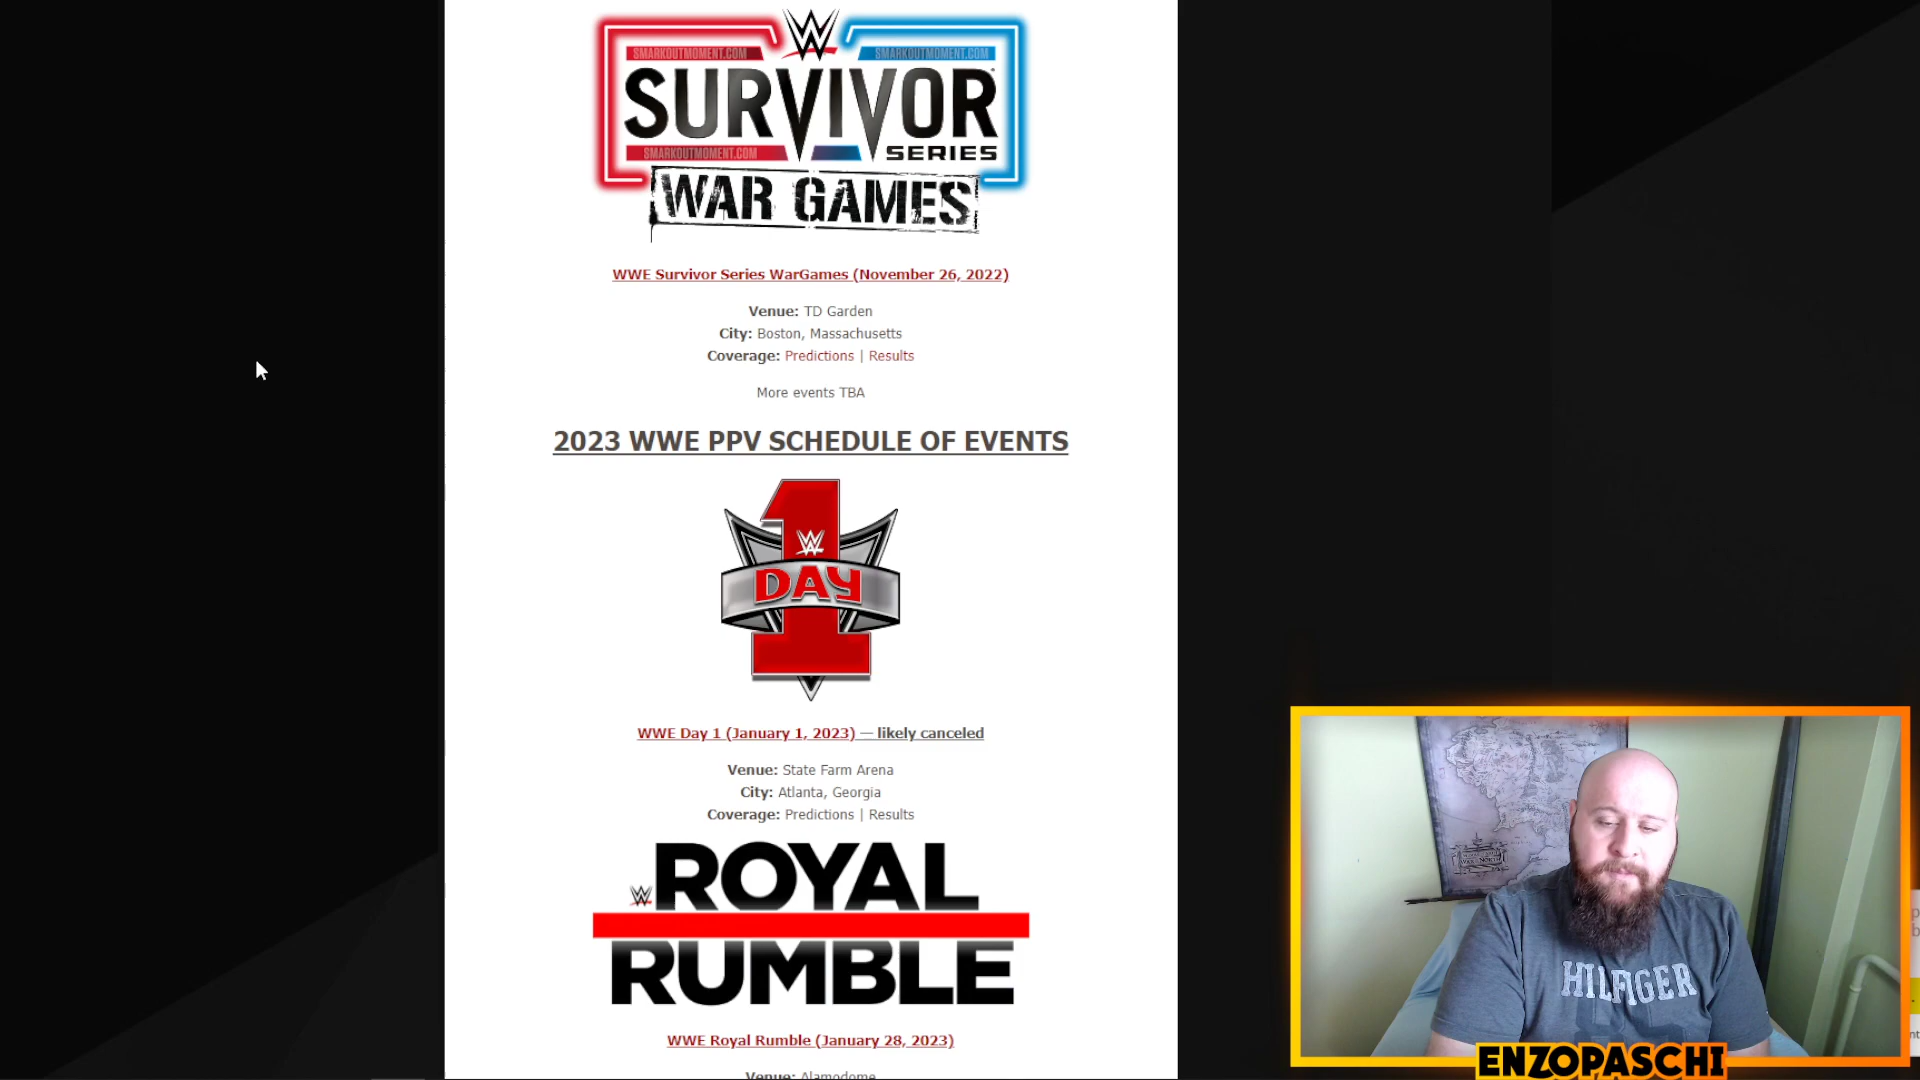 W
SMARKOUTMOMENT.COM SMARKOUTMOMENT.COM
SURVIVOR
SMARKOUTMOMENT.COM SERIES
WAR GAMES
WWE Survivor Series WarGames (November 26, 2022)
Venue: TD Garden
City: Boston, Massachusetts
Coverage: Predictions | Results
More events TBA
2023 WWE PPV SCHEDULE OF EVENTS
1
W
DAY
WWE Day 1 (January 1, 2023) — likely canceled
Venue: State Farm Arena
City: Atlanta, Georgia
Coverage: Predictions | Results
W ROYAL
RUMBLE
WWE Royal Rumble (January 28, 2023)
Venue: Alamodome
HILFIGER
ENZOPASCHI